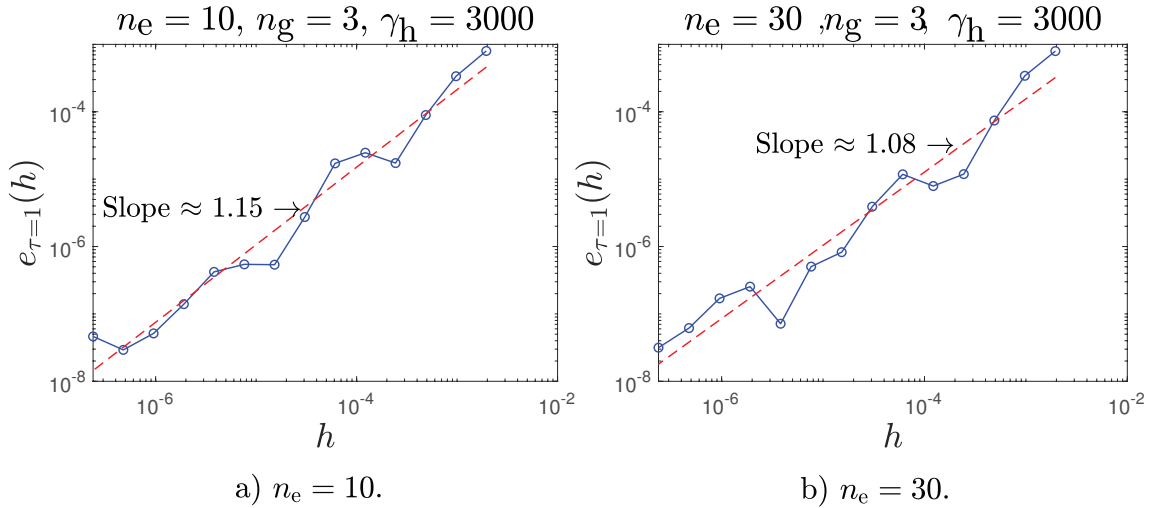 n_e = 10, n_g = 3, γ_h = 3000
10^-4
10^-6
10^-8
e_{τ=1}(h)
Slope ≈ 1.15 →
10^-6
10^-4
10^-2
h
a) n_e = 10.
n_e = 30 ,n_g = 3, γ_h = 3000
10^-4
10^-6
10^-8
e_{τ=1}(h)
Slope ≈ 1.08 →
10^-6
10^-4
10^-2
h
b) n_e = 30.